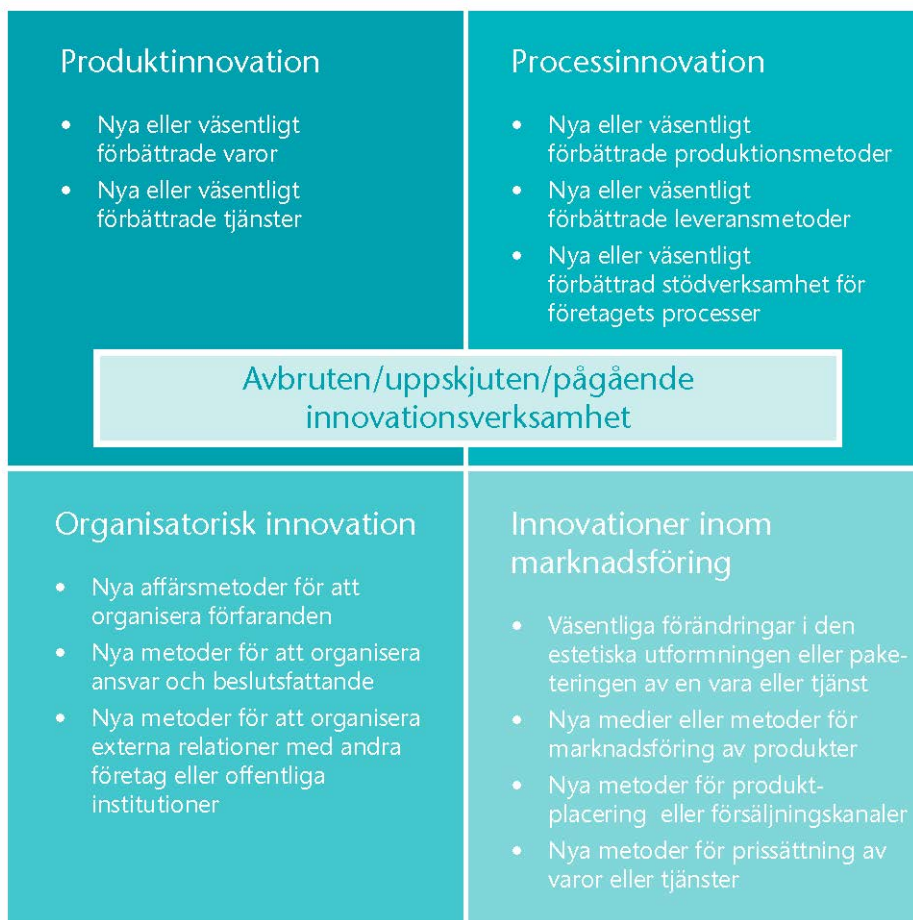 Produktinnovation
• Nya eller väsentligt
förbättrade varor
• Nya eller väsentligt
förbättrade tjänster
Processinnovation
• Nya eller väsentligt
förbättrade produktionsmetoder
• Nya eller väsentligt
förbättrade leveransmetoder
• Nya eller väsentligt
förbättrad stödverksamhet för
företagets processer
Avbruten/uppskjuten/pågående
innovationsverksamhet
Organisatorisk innovation
• Nya affärsmetoder för att
organisera förfaranden
• Nya metoder för att organisera
ansvar och beslutsfattande
• Nya metoder för att organisera
externa relationer med andra
företag eller offentliga
institutioner
Innovationer inom
marknadsföring
• Väsentliga förändringar i den
estetiska utformningen eller pake-
teringen av en vara eller tjänst
• Nya medier eller metoder för
marknadsföring av produkter
• Nya metoder för produkt-
placering eller försäljningskanaler
• Nya metoder för prissättning av
varor eller tjänster